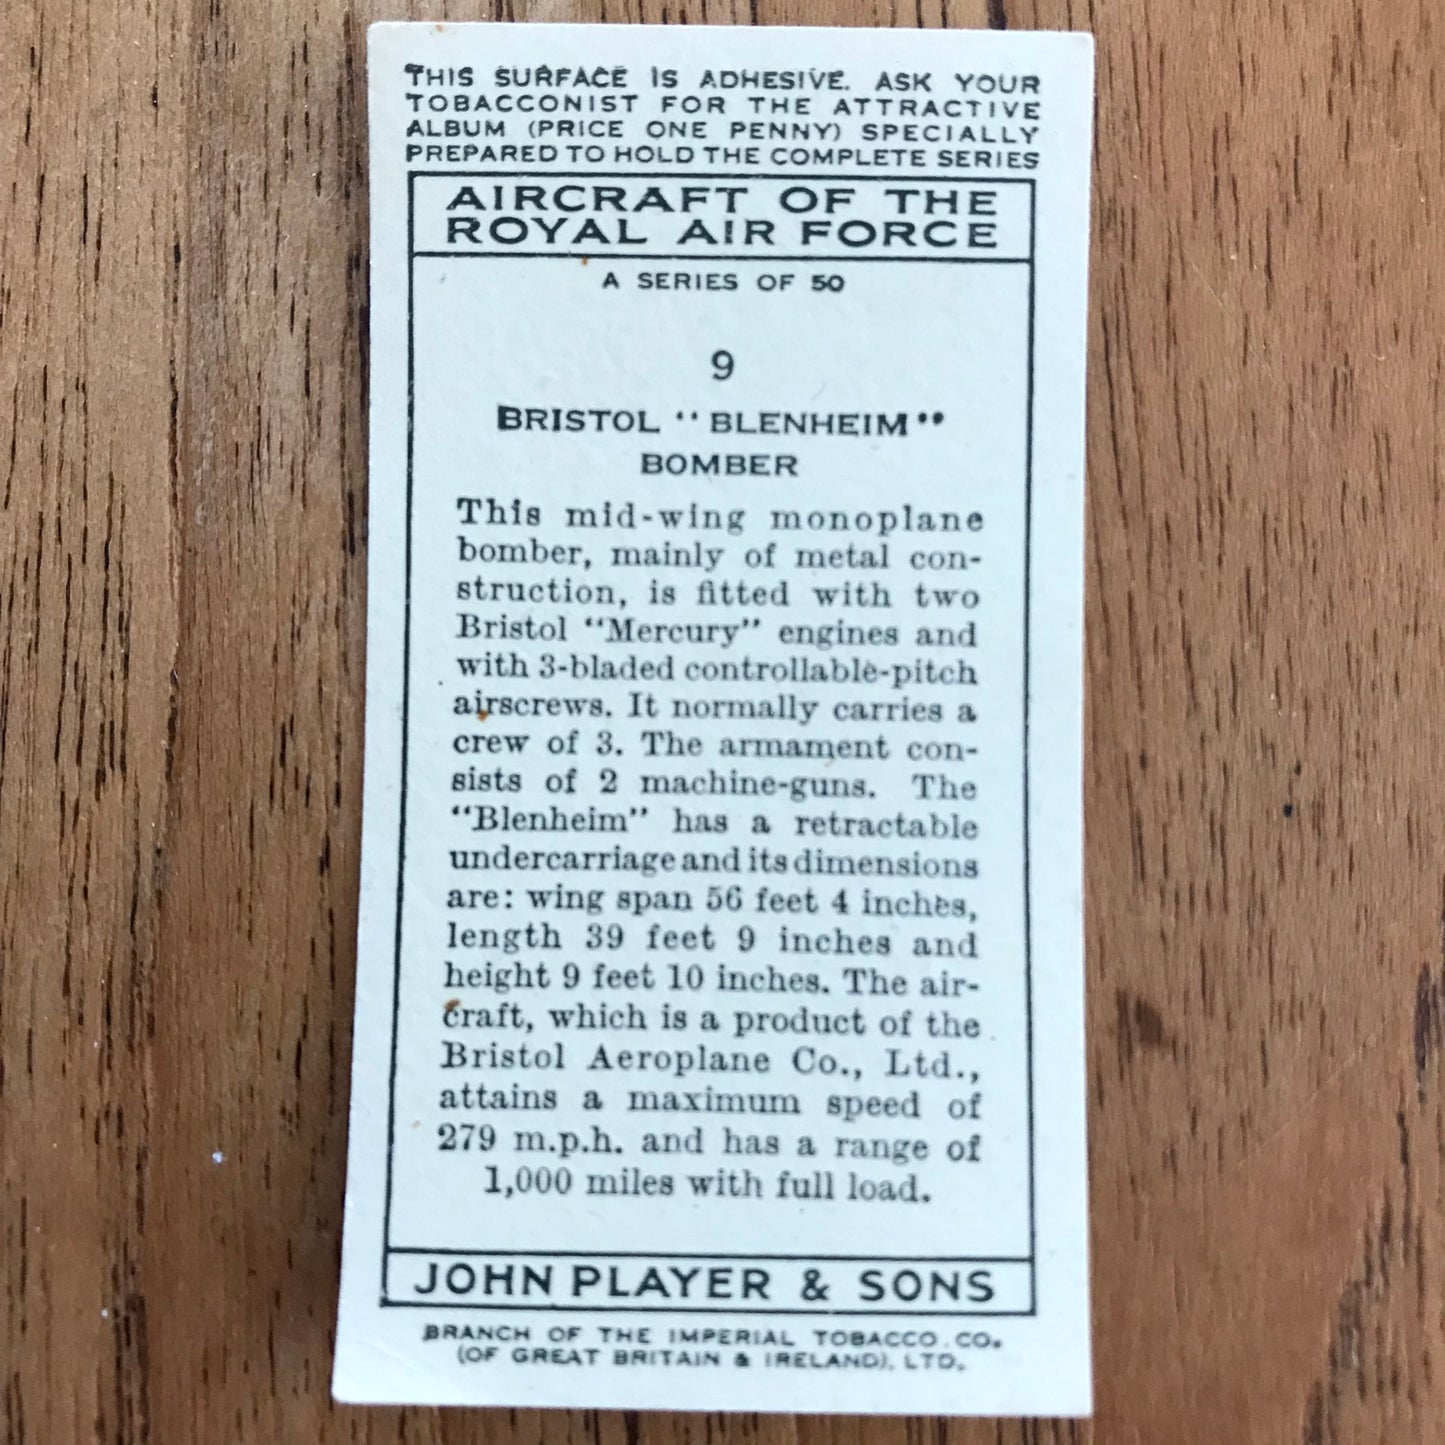 THIS SURFACE IS ADHESIVE. ASK YOUR
TOBACCONIST FOR THE ATTRACTIVE
ALBUM (PRICE ONE PENNY) SPECIALLY
PREPARED TO HOLD THE COMPLETE SERIES
AIRCRAFT OF THE
ROYAL AIR FORCE
A SERIES OF 50
9
BRISTOL "BLENHEIM"
BOMBER
This mid-wing monoplane
bomber, mainly of metal con-
struction, is fitted with two
Bristol "Mercury" engines and
with 3-bladed controllable-pitch
airscrews. It normally carries a
crew of 3. The armament con-
sists of 2 machine-guns. The
"Blenheim" has a retractable
undercarriage and its dimensions
are: wing span 56 feet 4 inches,
length 39 feet 9 inches and
height 9 feet 10 inches. The air-
craft, which is a product of the
Bristol Aeroplane Co., Ltd.,
attains a maximum speed of
279 m.p.h. and has a range of
1,000 miles with full load.
JOHN PLAYER & SONS
BRANCH OF THE IMPERIAL TOBACCO CO.
(OF GREAT BRITAIN & IRELAND), LTD.